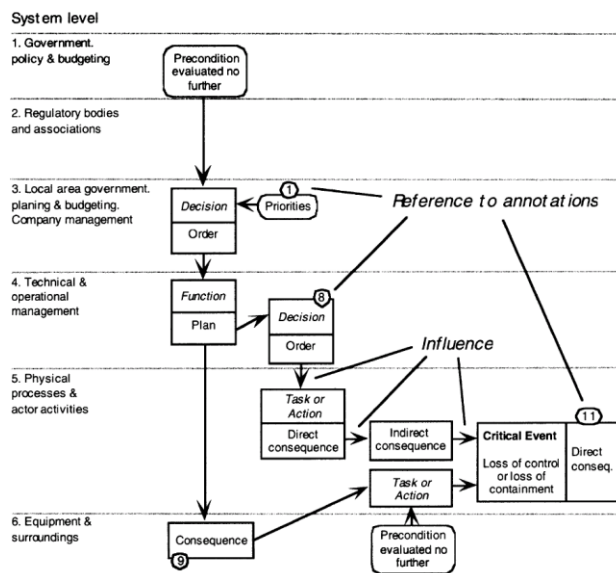 System level
1. Government.
policy & budgeting
Precondition
evaluated no
further
2. Regulatory bodies
and associations
3. Local area government.
planing & budgeting.
Company management
Decision
Order
1
Priorities
Reference to annotations
4. Technical &
operational
management
Function
Plan
8
Decision
Order
Influence
5. Physical
processes &
actor activities
Task or
Action
Direct
consequence
Indirect
consequence
11
Critical Event
Loss of control
or loss of
containment
Direct
conseq.
Task or
Action
6. Equipment &
surroundings
Consequence
9
Precondition
evaluated no
further